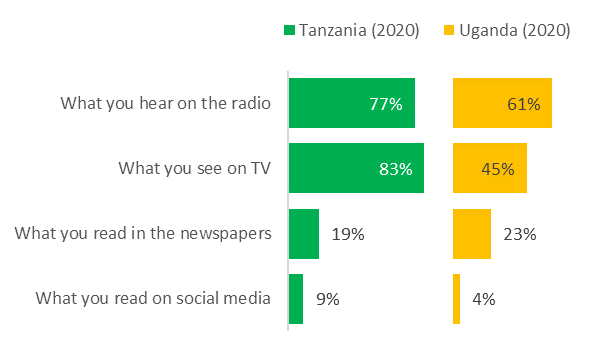 Tanzania (2020) Uganda (2020)
What you hear on the radio 77% 61%
What you see on TV 83% 45%
What you read in the newspapers 19% 23%
What you read on social media 9% 4%